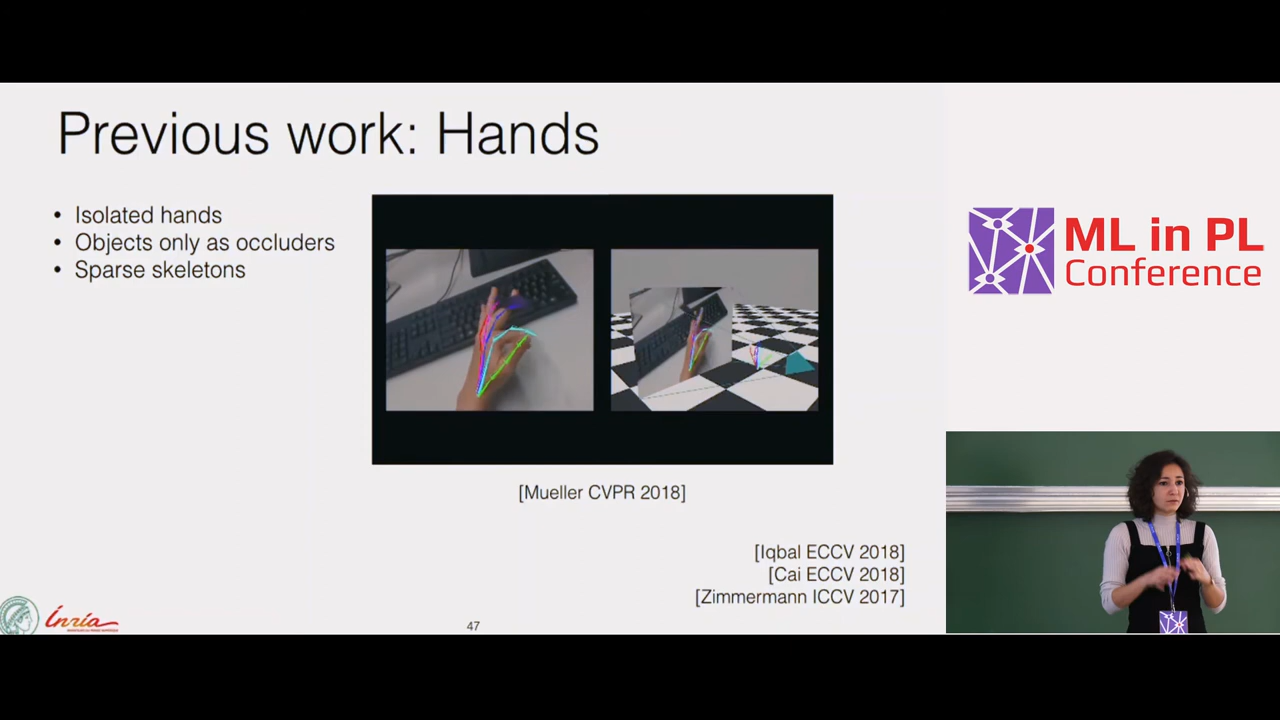 Previous work: Hands
• Isolated hands
• Objects only as occluders
• Sparse skeletons
[Mueller CVPR 2018]
[Iqbal ECCV 2018]
[Cai ECCV 2018]
[Zimmermann ICCV 2017]
47
Inria
ML in PL
Conference